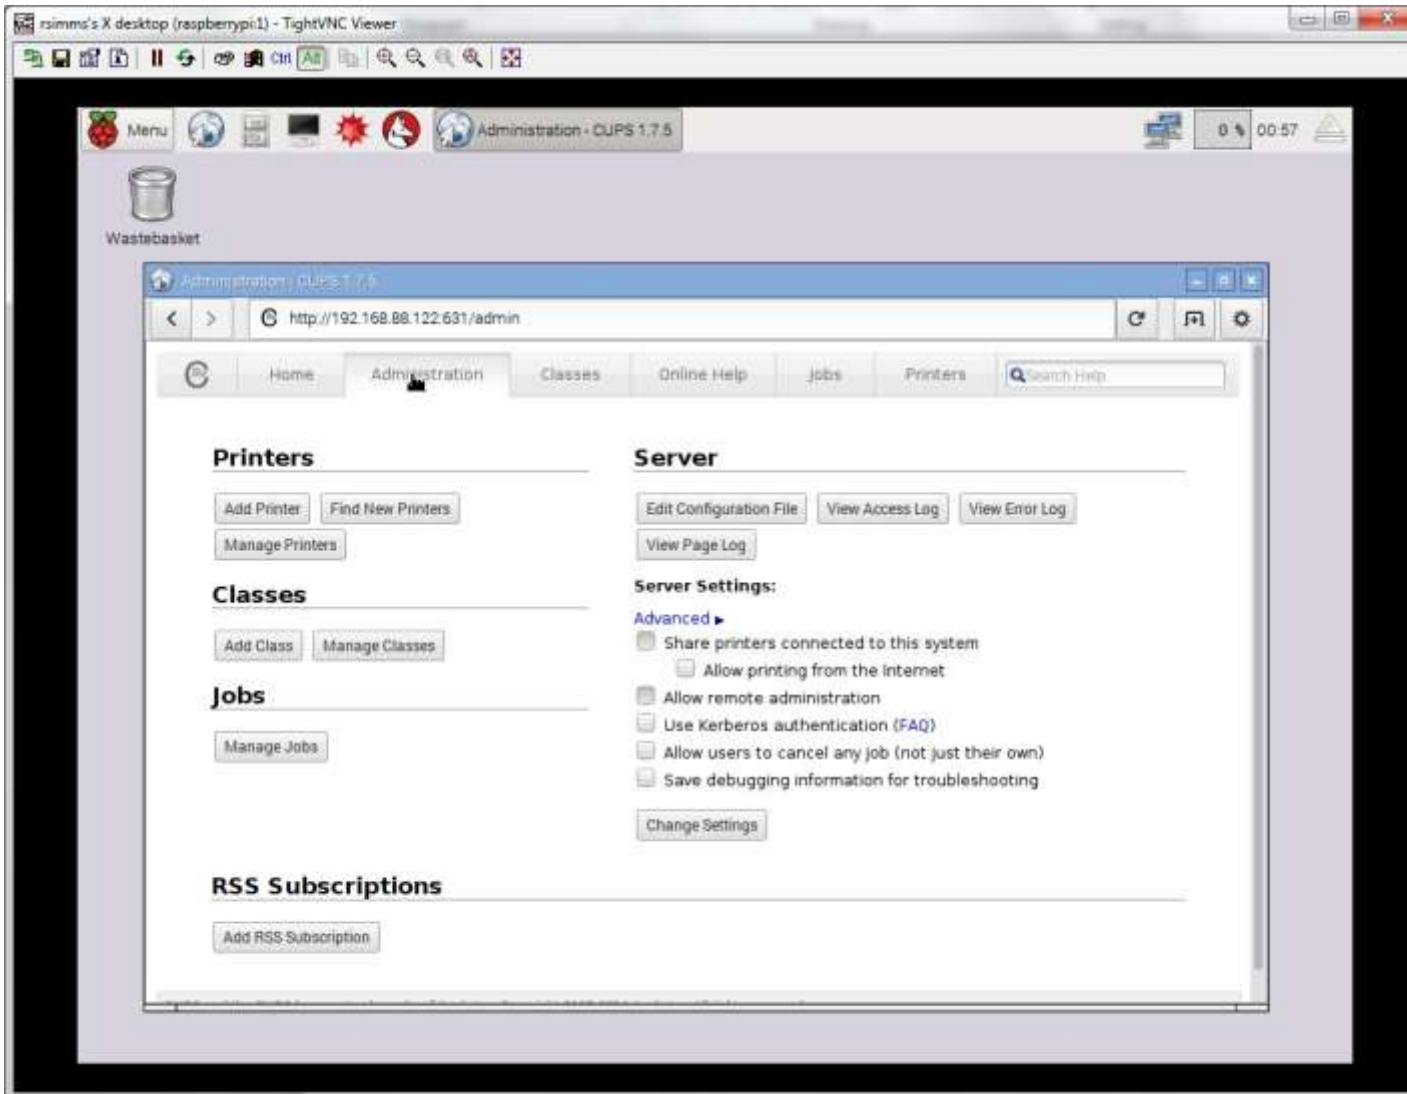 rsimms's X desktop (raspberrypi:1) - TightVNC Viewer
Ctrl Alt
Menu Administration - CUPS 1.7.5 0 % 00:57
Wastebasket
Administration - CUPS 1.7.5
http://192.168.88.122:631/admin
Home Administration Classes Online Help Jobs Printers Search Help
Printers
Add Printer Find New Printers
Manage Printers
Classes
Add Class Manage Classes
Jobs
Manage Jobs
Server
Edit Configuration File View Access Log View Error Log
View Page Log
Server Settings:
Advanced ▸
Share printers connected to this system
Allow printing from the Internet
Allow remote administration
Use Kerberos authentication (FAQ)
Allow users to cancel any job (not just their own)
Save debugging information for troubleshooting
Change Settings
RSS Subscriptions
Add RSS Subscription